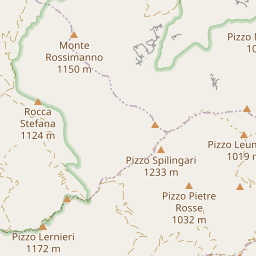 Pizzo
Monte
Rossimanno
1150 m
Rocca
Stefana
1124 m
Pizzo Spilingari
1233 m
Pizzo Leun
1019 m
Pizzo Pietre
Rosse
1032 m
Pizzo Lernieri
1172 m